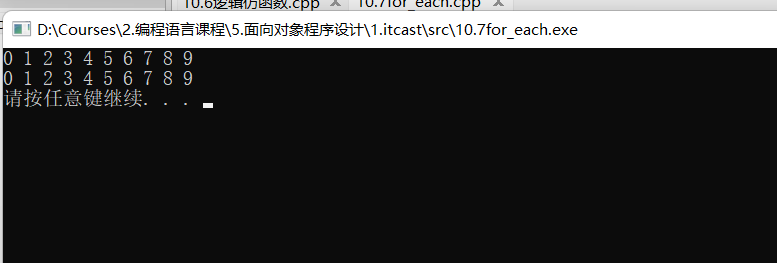 10.6逻辑仿函数.cpp 10.7for_each.cpp
D:\Courses\2.编程语言课程\5.面向对象程序设计\1.itcast\src\10.7for_each.exe
0 1 2 3 4 5 6 7 8 9
0 1 2 3 4 5 6 7 8 9
请按任意键继续. . .